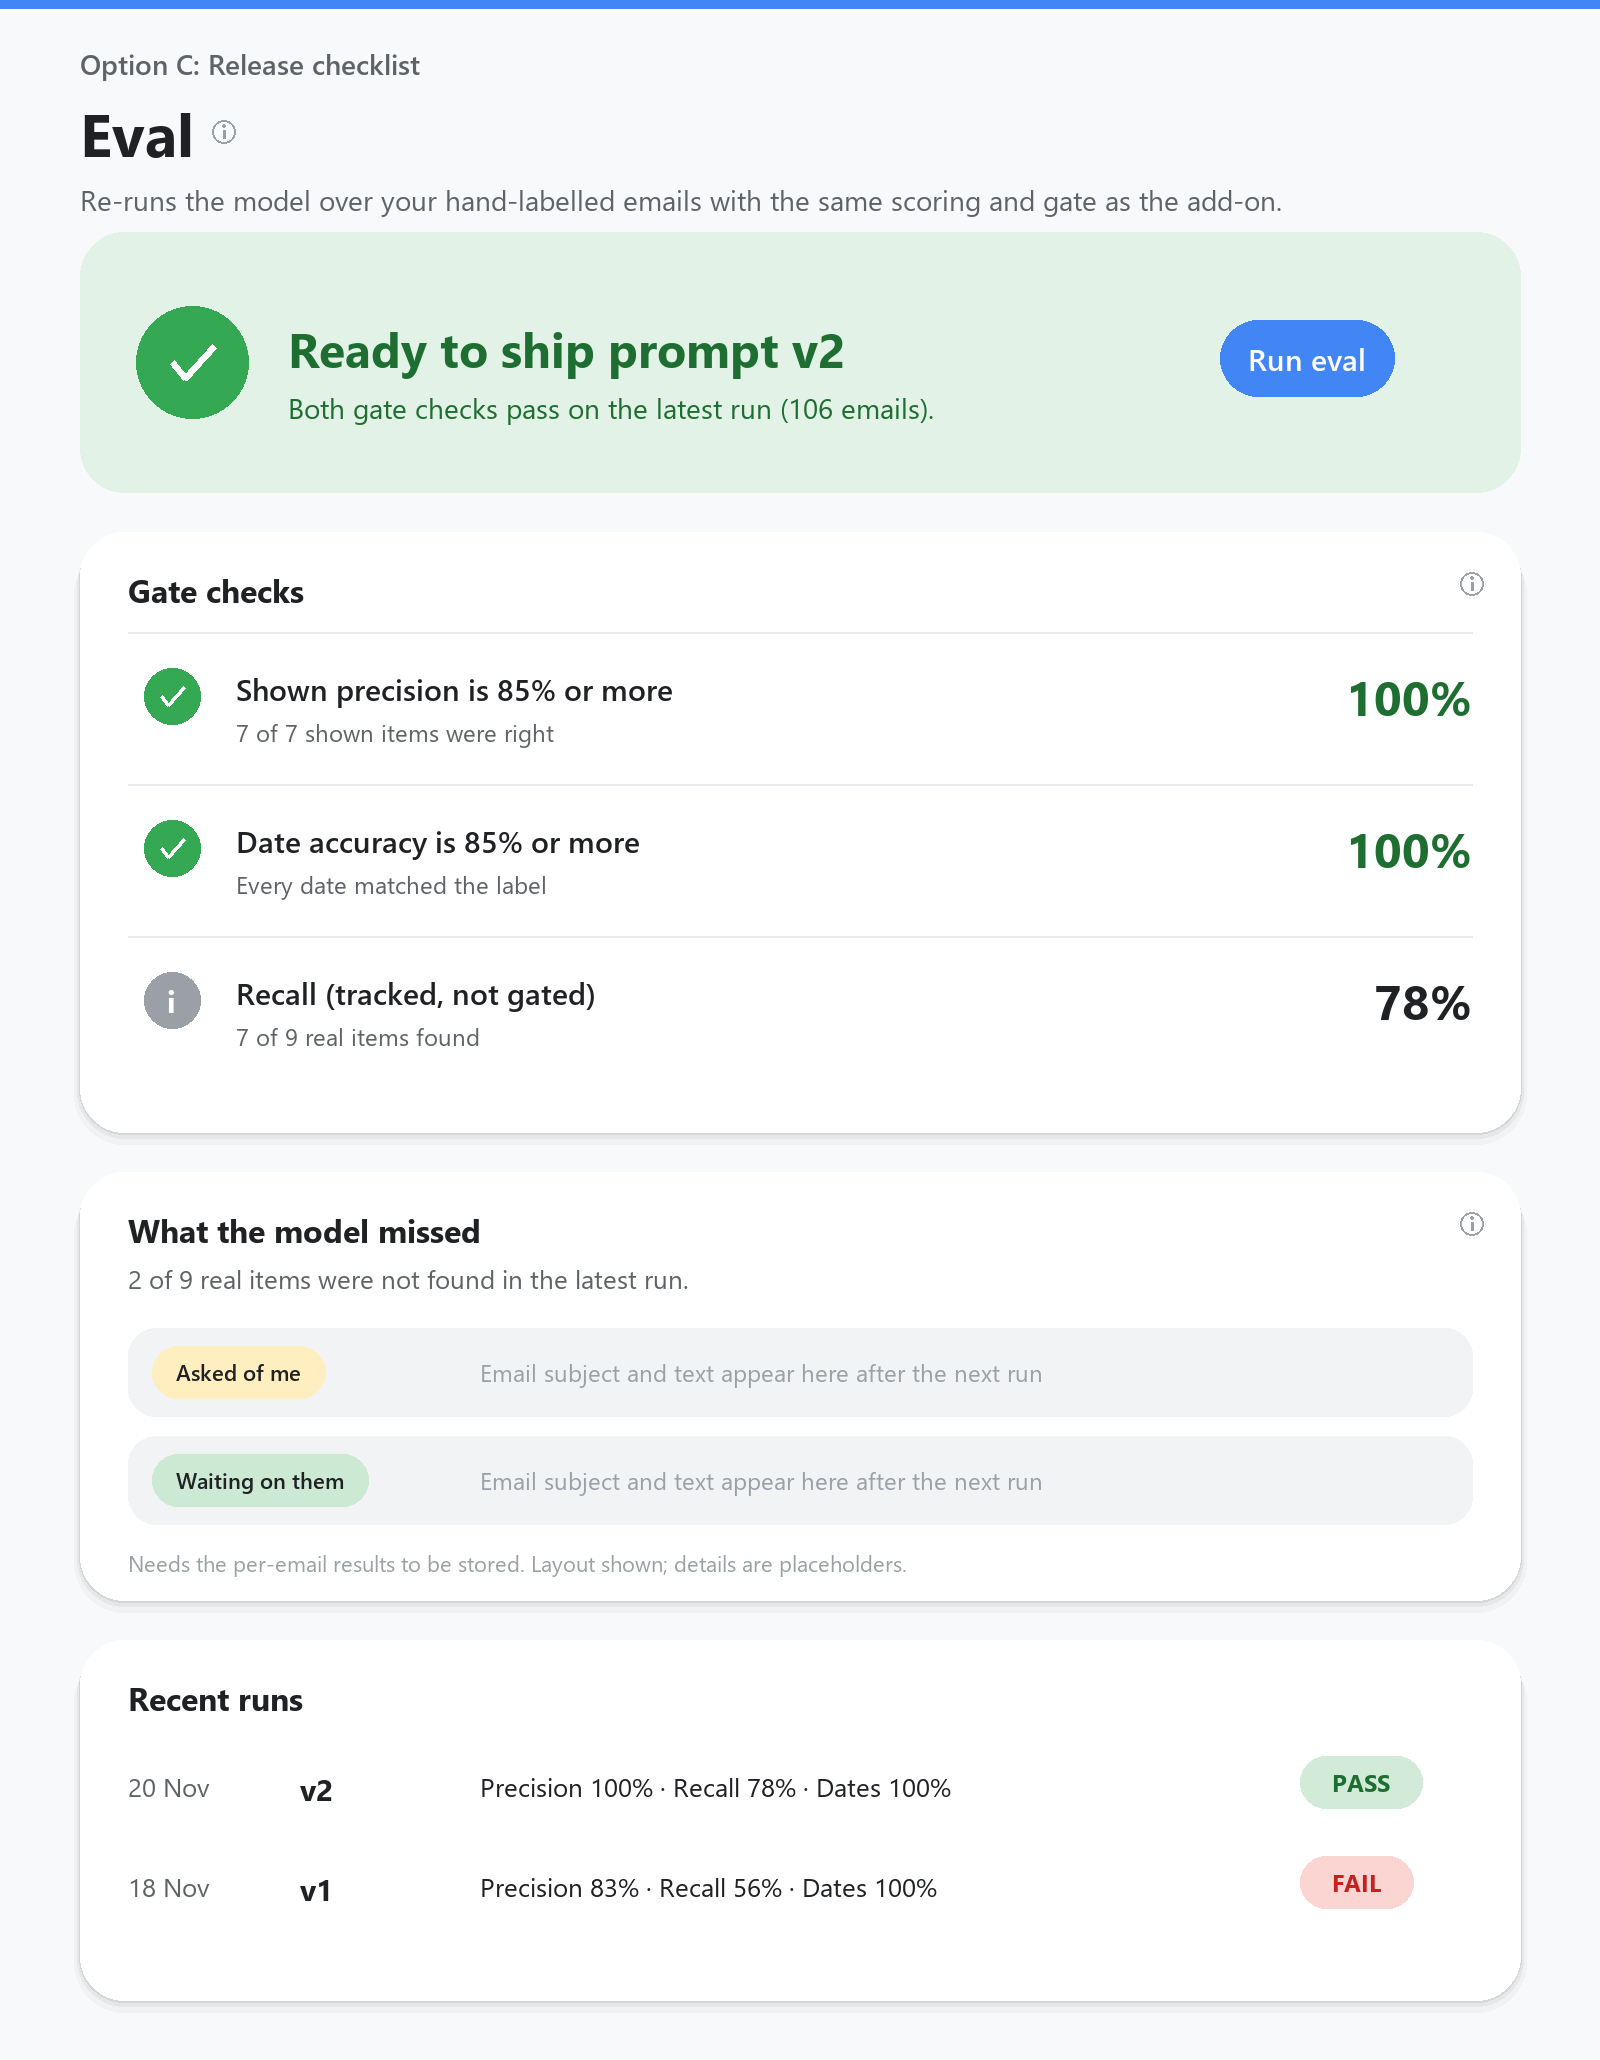 Option C: Release checklist
Eval
Re-runs the model over your hand-labelled emails with the same scoring and gate as the add-on.
Ready to ship prompt v2
Both gate checks pass on the latest run (106 emails).
Run eval
Gate checks
Shown precision is 85% or more
7 of 7 shown items were right
100%
Date accuracy is 85% or more
Every date matched the label
100%
Recall (tracked, not gated)
7 of 9 real items found
78%
What the model missed
2 of 9 real items were not found in the latest run.
Asked of me Email subject and text appear here after the next run
Waiting on them Email subject and text appear here after the next run
Needs the per-email results to be stored. Layout shown; details are placeholders.
Recent runs
20 Nov v2 Precision 100% · Recall 78% · Dates 100% PASS
18 Nov v1 Precision 83% · Recall 56% · Dates 100% FAIL